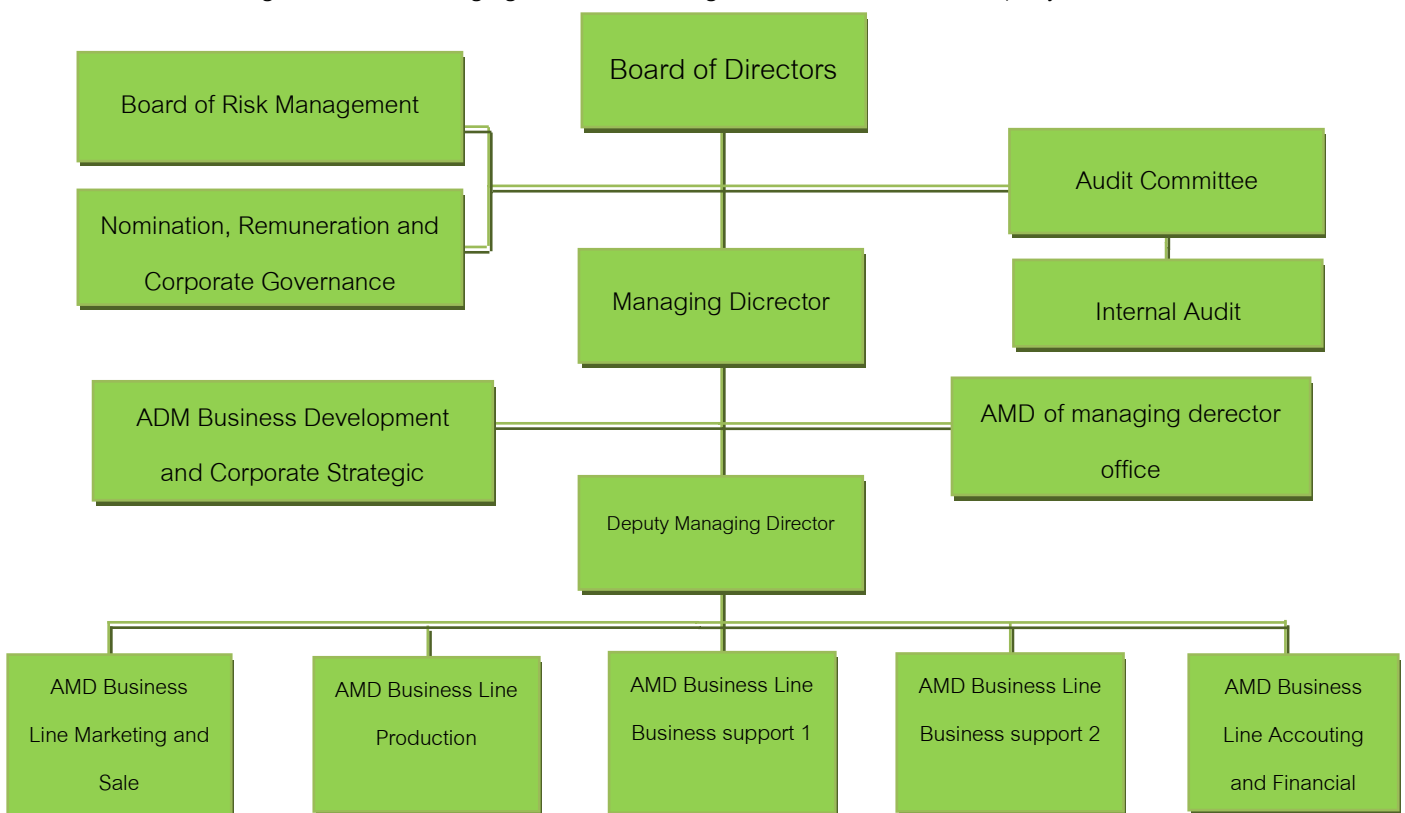 Board of Directors
Board of Risk Management
Audit Committee
Nomination, Remuneration and
Corporate Governance
Managing Dicrector
Internal Audit
ADM Business Development
and Corporate Strategic
AMD of managing derector
office
Deputy Managing Director
AMD Business
Line Marketing and
Sale
AMD Business Line
Production
AMD Business Line
Business support 1
AMD Business Line
Business support 2
AMD Business
Line Accouting
and Financial